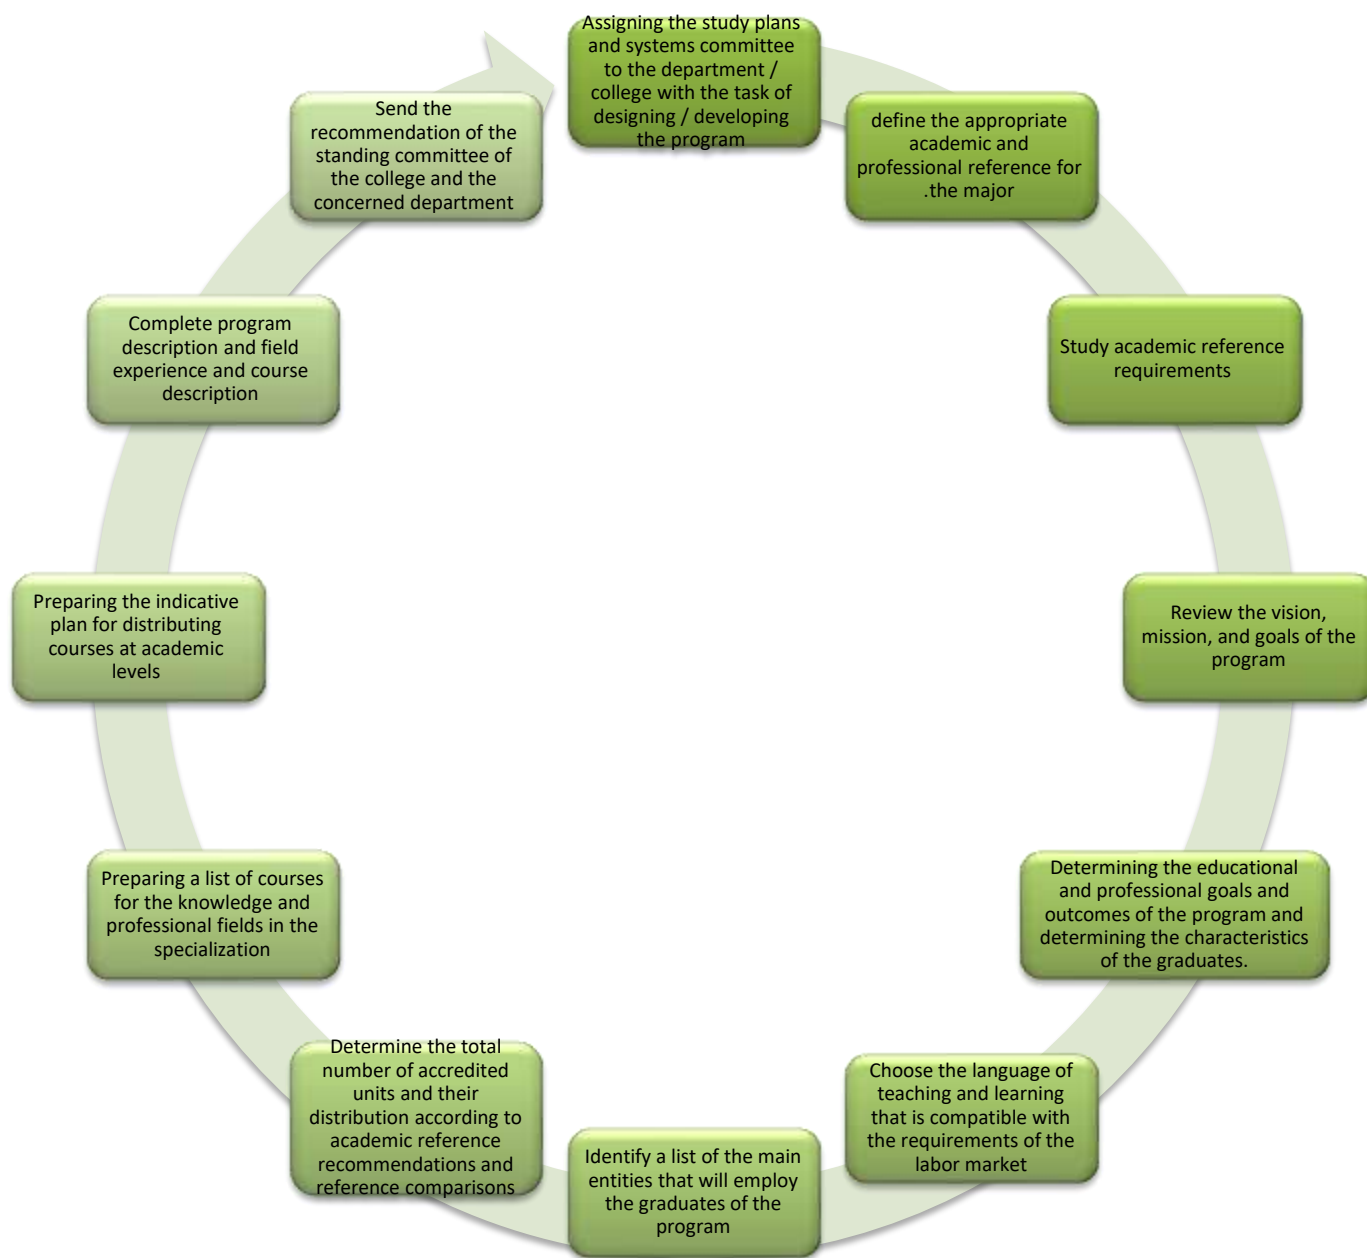 Assigning the study plans
and systems committee
to the department /
college with the task of
designing / developing
the program
define the appropriate
academic and
professional reference for
.the major
Study academic reference
requirements
Review the vision,
mission, and goals of the
program
Determining the educational
and professional goals and
outcomes of the program and
determining the characteristics
of the graduates.
Choose the language of
teaching and learning
that is compatible with
the requirements of the
labor market
Identify a list of the main
entities that will employ
the graduates of the
program
Determine the total
number of accredited
units and their
distribution according to
academic reference
recommendations and
reference comparisons
Preparing a list of courses
for the knowledge and
professional fields in the
specialization
Preparing the indicative
plan for distributing
courses at academic
levels
Complete program
description and field
experience and course
description
Send the
recommendation of the
standing committee of
the college and the
concerned department